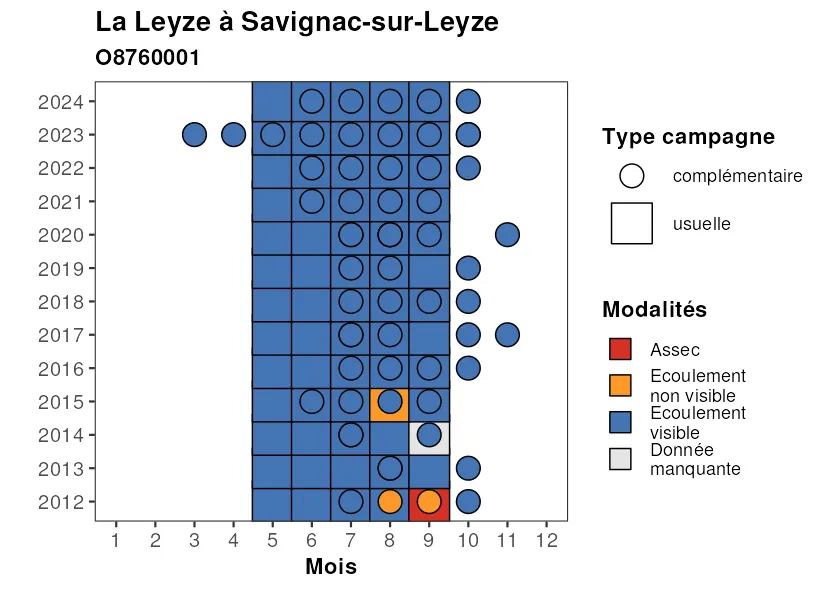 La Leyze à Savignac-sur-Leyze
O8760001
2024
2023
2022
2021
2020
2019
2018
2017
2016
2015
2014
2013
2012
1 2 3 4 5 6 7 8 9 10 11 12
Mois
Type campagne
complémentaire
usuelle
Modalités
Assec
Ecoulement
non visible
Ecoulement
visible
Donnée
manquante